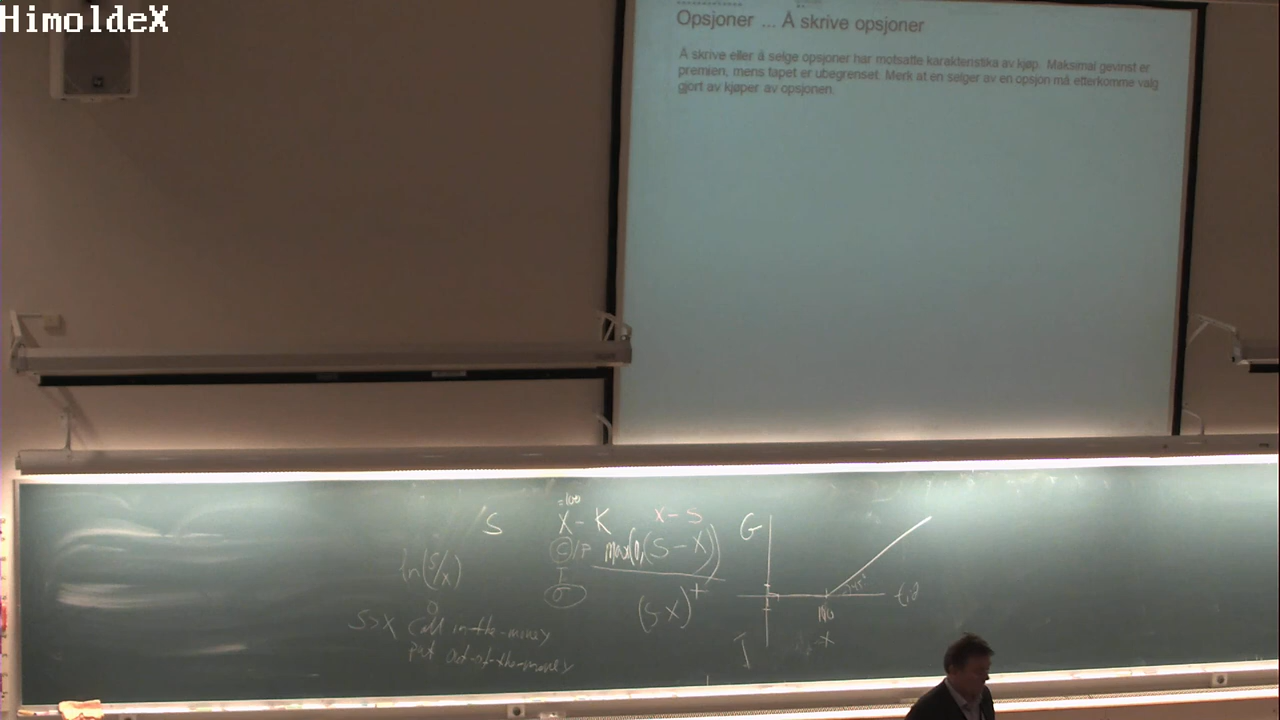 HimoldeX
Opsjoner ... Å skrive opsjoner
Å skrive eller å selge opsjoner har motsatte karakteristika av kjøp. Maksimal gevinst er
premien, mens tapet er ubegrenset. Merk at en selger av en opsjon må etterkomme valg
gjort av kjøper av opsjonen.
=100
S X - K X - S G
C/P max(0,(S - X))
ln(S/X) T
σ (S X)⁺
S > X Call in-the-money
Put out-of-the-money
45°
100
X